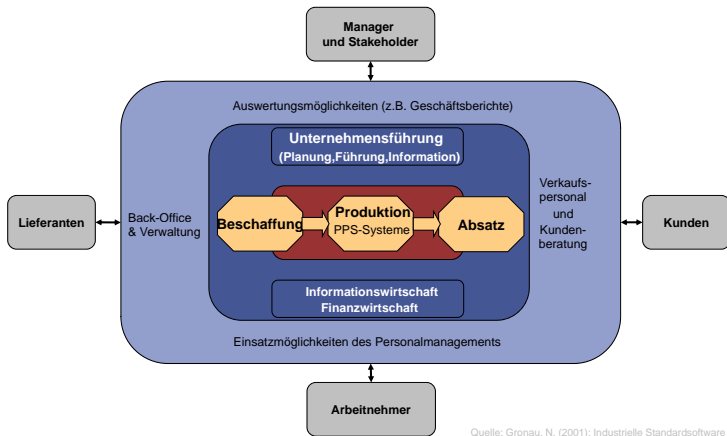 Manager
und Stakeholder
Auswertungsmöglichkeiten (z.B. Geschäftsberichte)
Unternehmensführung
(Planung,Führung,Information)
Lieferanten
Back-Office
& Verwaltung
Beschaffung
Produktion
PPS-Systeme
Absatz
Verkaufs-
personal
und
Kunden-
beratung
Kunden
Informationswirtschaft
Finanzwirtschaft
Einsatzmöglichkeiten des Personalmanagements
Arbeitnehmer
Quelle: Gronau, N. (2001): Industrielle Standardsoftware.